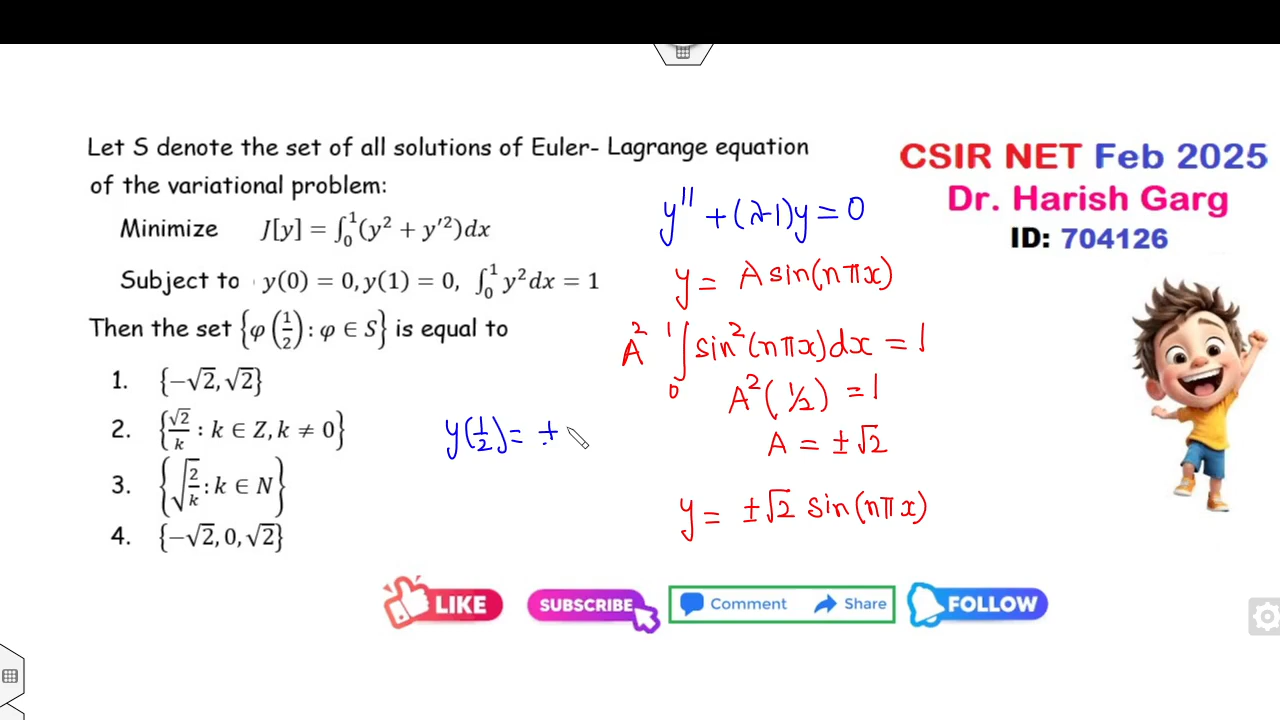 Let S denote the set of all solutions of Euler- Lagrange equation
of the variational problem:
Minimize J[y] = ∫₀¹(y² + y′²)dx
Subject to y(0) = 0, y(1) = 0, ∫₀¹ y²dx = 1
Then the set {φ(1/2): φ ∈ S} is equal to
1. {−√2, √2}
2. {√2/k : k ∈ Z, k ≠ 0}
3. {√(2/k) : k ∈ N}
4. {−√2, 0, √2}
y(1/2) = ±
y'' + (λ-1)y = 0
y = A sin(nπx)
A² ∫₀¹ sin²(nπx)dx = 1
A²(1/2) = 1
A = ±√2
y = ±√2 sin(nπx)
CSIR NET Feb 2025
Dr. Harish Garg
ID: 704126
LIKE
SUBSCRIBE
Comment Share
FOLLOW